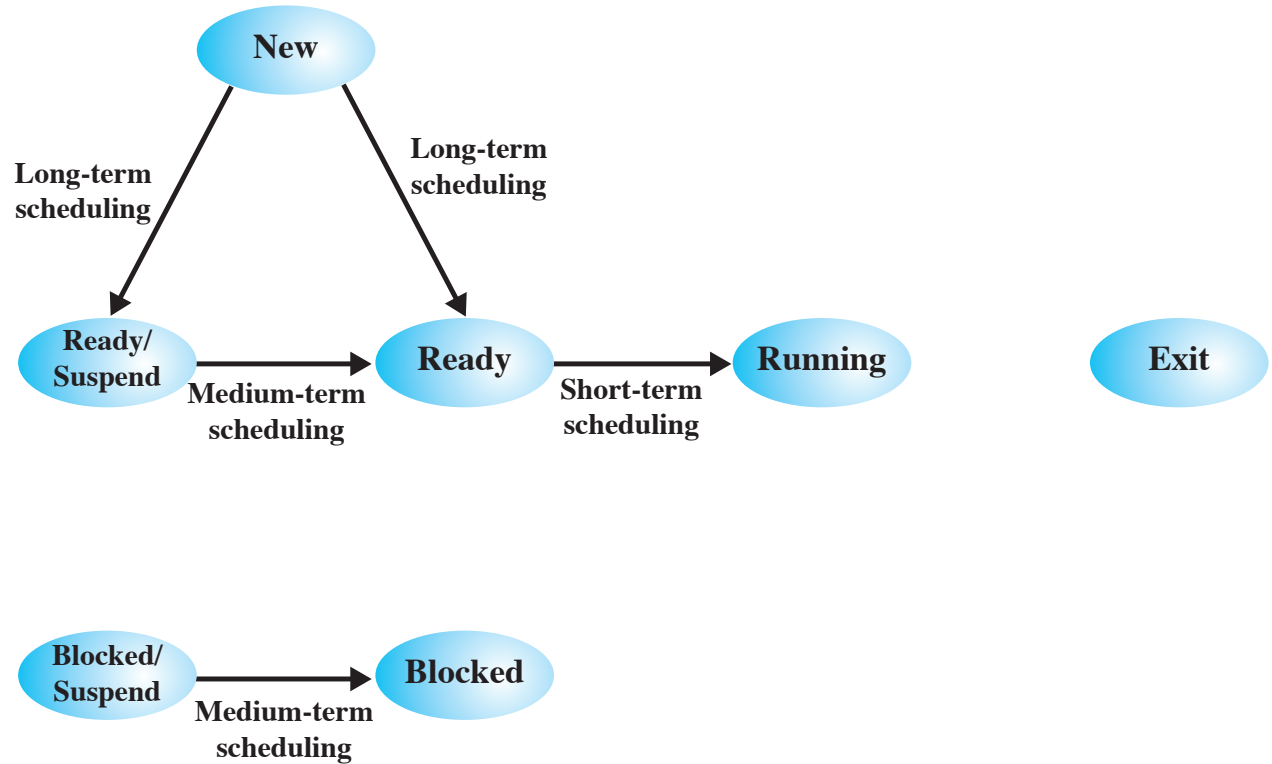 New
Long-term
scheduling
Long-term
scheduling
Ready/
Suspend
Medium-term
scheduling
Ready
Short-term
scheduling
Running
Exit
Blocked/
Suspend
Medium-term
scheduling
Blocked